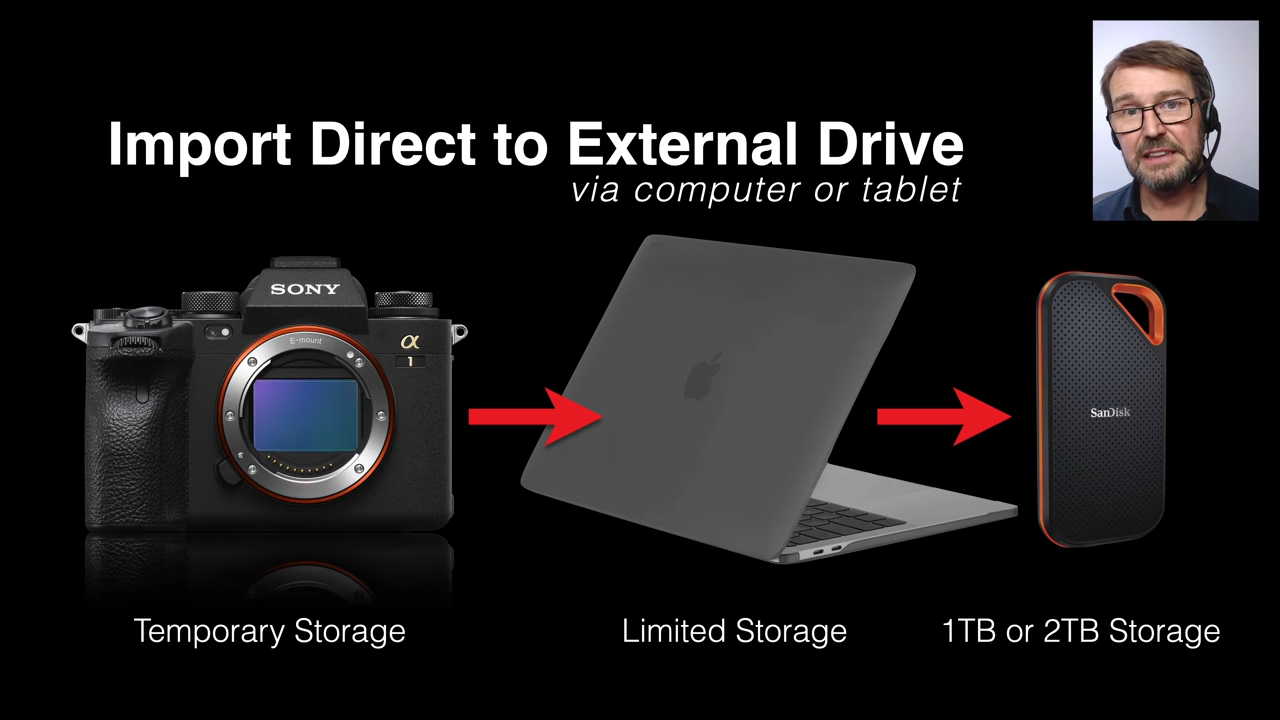 Import Direct to External Drive
via computer or tablet
SONY
E-mount
α
1
SanDisk
Temporary Storage
Limited Storage
1TB or 2TB Storage